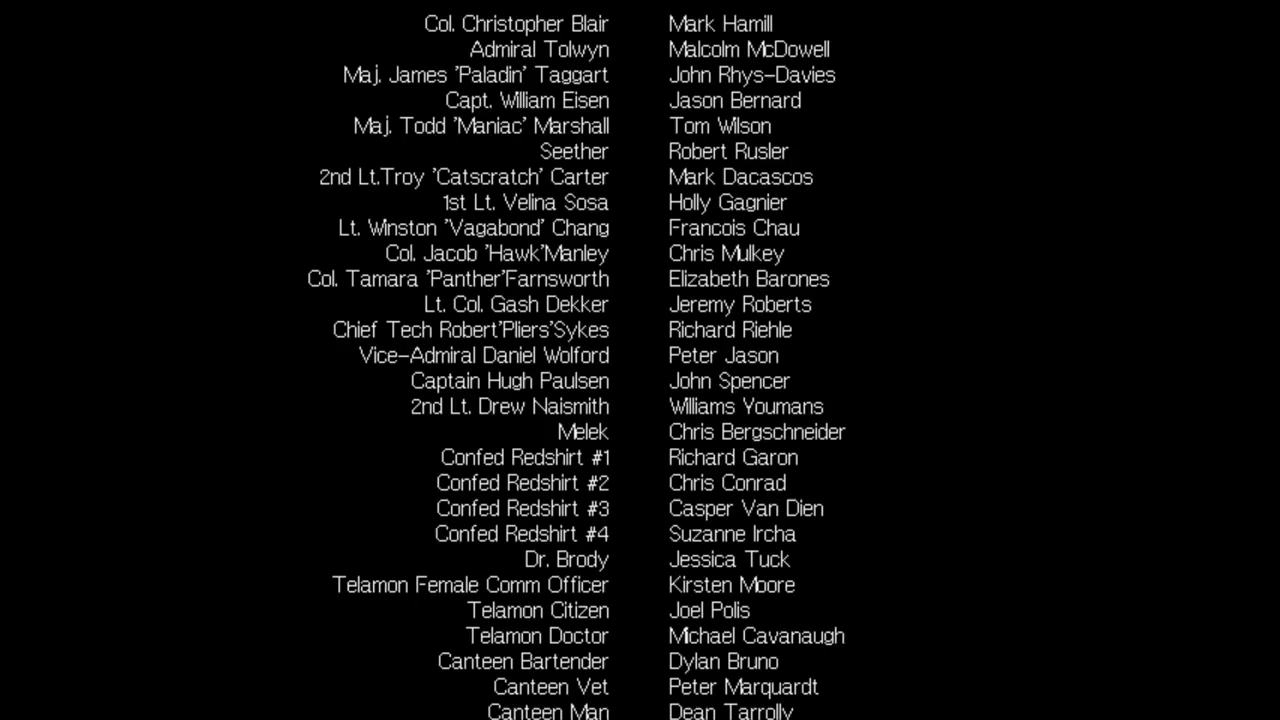 Col. Christopher Blair Mark Hamill
Admiral Tolwyn Malcolm McDowell
Maj. James 'Paladin' Taggart John Rhys-Davies
Capt. William Eisen Jason Bernard
Maj. Todd 'Maniac' Marshall Tom Wilson
Seether Robert Rusler
2nd Lt.Troy 'Catscratch' Carter Mark Dacascos
1st Lt. Velina Sosa Holly Gagnier
Lt. Winston 'Vagabond' Chang Francois Chau
Col. Jacob 'Hawk'Manley Chris Mulkey
Col. Tamara 'Panther'Farnsworth Elizabeth Barones
Lt. Col. Gash Dekker Jeremy Roberts
Chief Tech Robert'Pliers'Sykes Richard Riehle
Vice-Admiral Daniel Wolford Peter Jason
Captain Hugh Paulsen John Spencer
2nd Lt. Drew Naismith Williams Youmans
Melek Chris Bergschneider
Confed Redshirt #1 Richard Garon
Confed Redshirt #2 Chris Conrad
Confed Redshirt #3 Casper Van Dien
Confed Redshirt #4 Suzanne Ircha
Dr. Brody Jessica Tuck
Telamon Female Comm Officer Kirsten Moore
Telamon Citizen Joel Polis
Telamon Doctor Michael Cavanaugh
Canteen Bartender Dylan Bruno
Canteen Vet Peter Marquardt
Canteen Man Dean Tarrolly